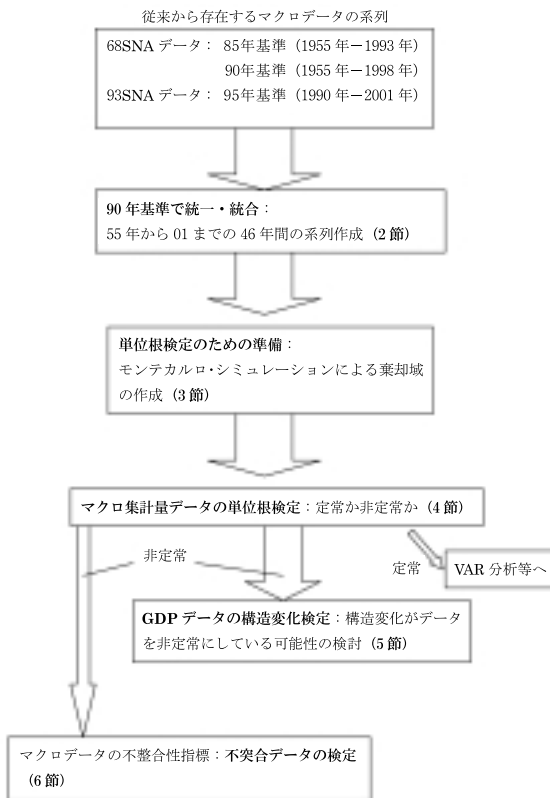 従来から存在するマクロデータの系列
68SNA データ： 85年基準（1955 年－1993 年）
90年基準（1955 年－1998 年）
93SNA データ： 95年基準（1990 年－2001 年）
90 年基準で統一・統合：
55 年から 01 までの 46 年間の系列作成（2 節）
単位根検定のための準備：
モンテカルロ・シミュレーションによる棄却域
の作成（3 節）
マクロ集計量データの単位根検定：定常か非定常か（4 節）
非定常
定常
VAR 分析等へ
GDP データの構造変化検定：構造変化がデータ
を非定常にしている可能性の検討（5 節）
マクロデータの不整合性指標：不突合データの検定
（6 節）